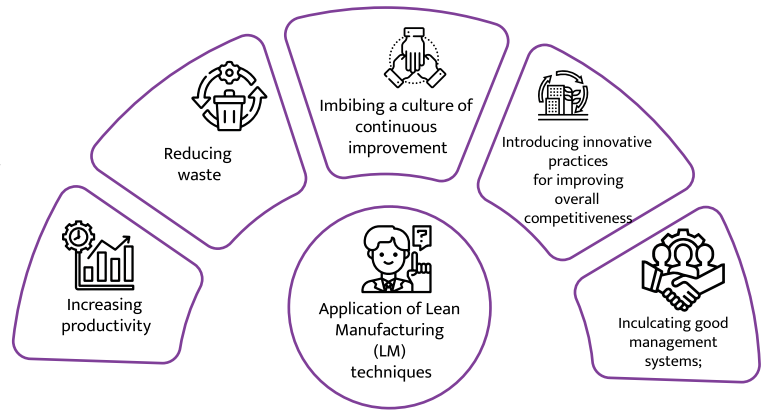 Increasing
productivity
Reducing
waste
Imbibing a culture of
continuous
improvement
Introducing innovative
practices
for improving
overall
competitiveness
Inculcating good
management
systems;
?
Application of Lean
Manufacturing
(LM)
techniques